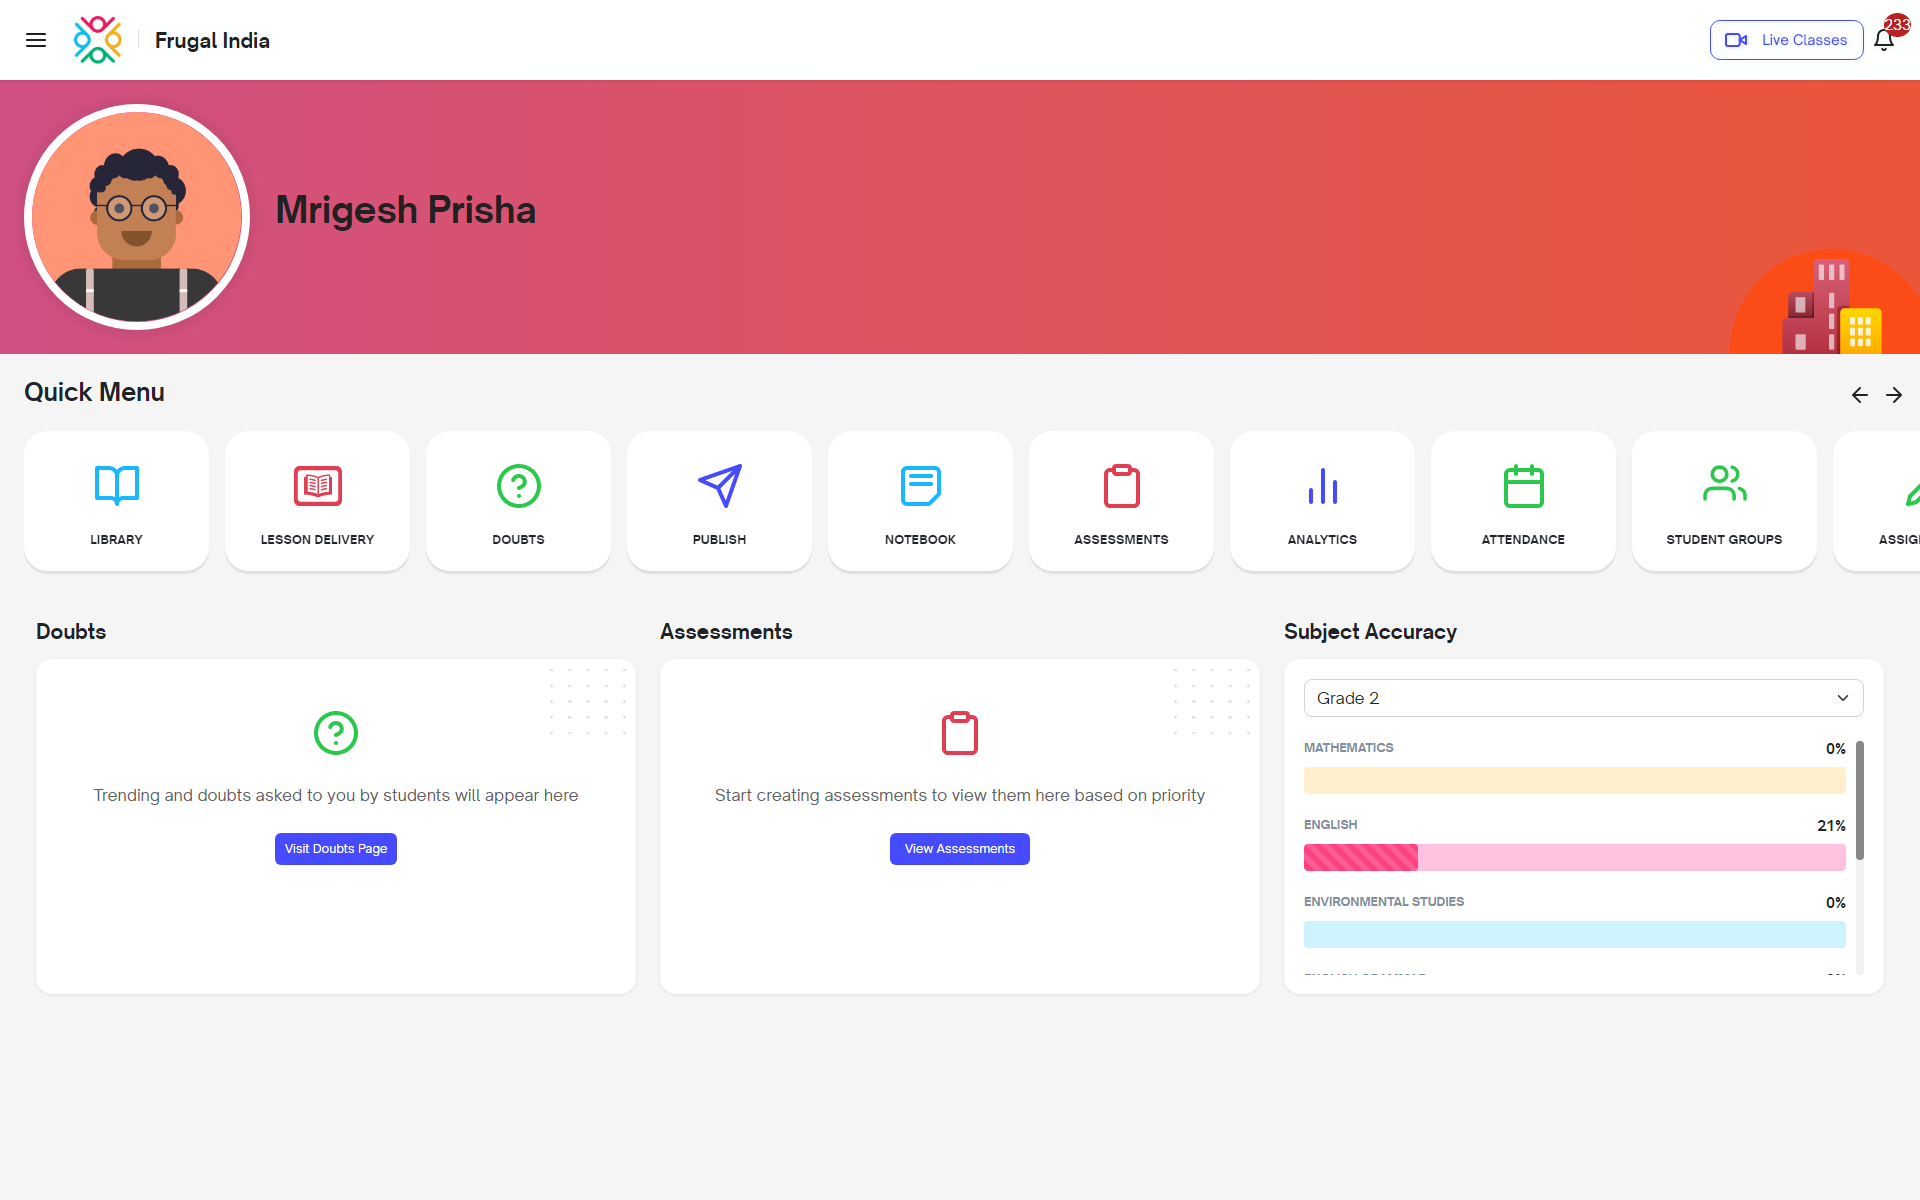 Frugal India
Live Classes
233
Mrigesh Prisha
Quick Menu
LIBRARY
LESSON DELIVERY
DOUBTS
PUBLISH
NOTEBOOK
ASSESSMENTS
ANALYTICS
ATTENDANCE
STUDENT GROUPS
Doubts
Trending and doubts asked to you by students will appear here
Visit Doubts Page
Assessments
Start creating assessments to view them here based on priority
View Assessments
Subject Accuracy
Grade 2
MATHEMATICS 0%
ENGLISH 21%
ENVIRONMENTAL STUDIES 0%